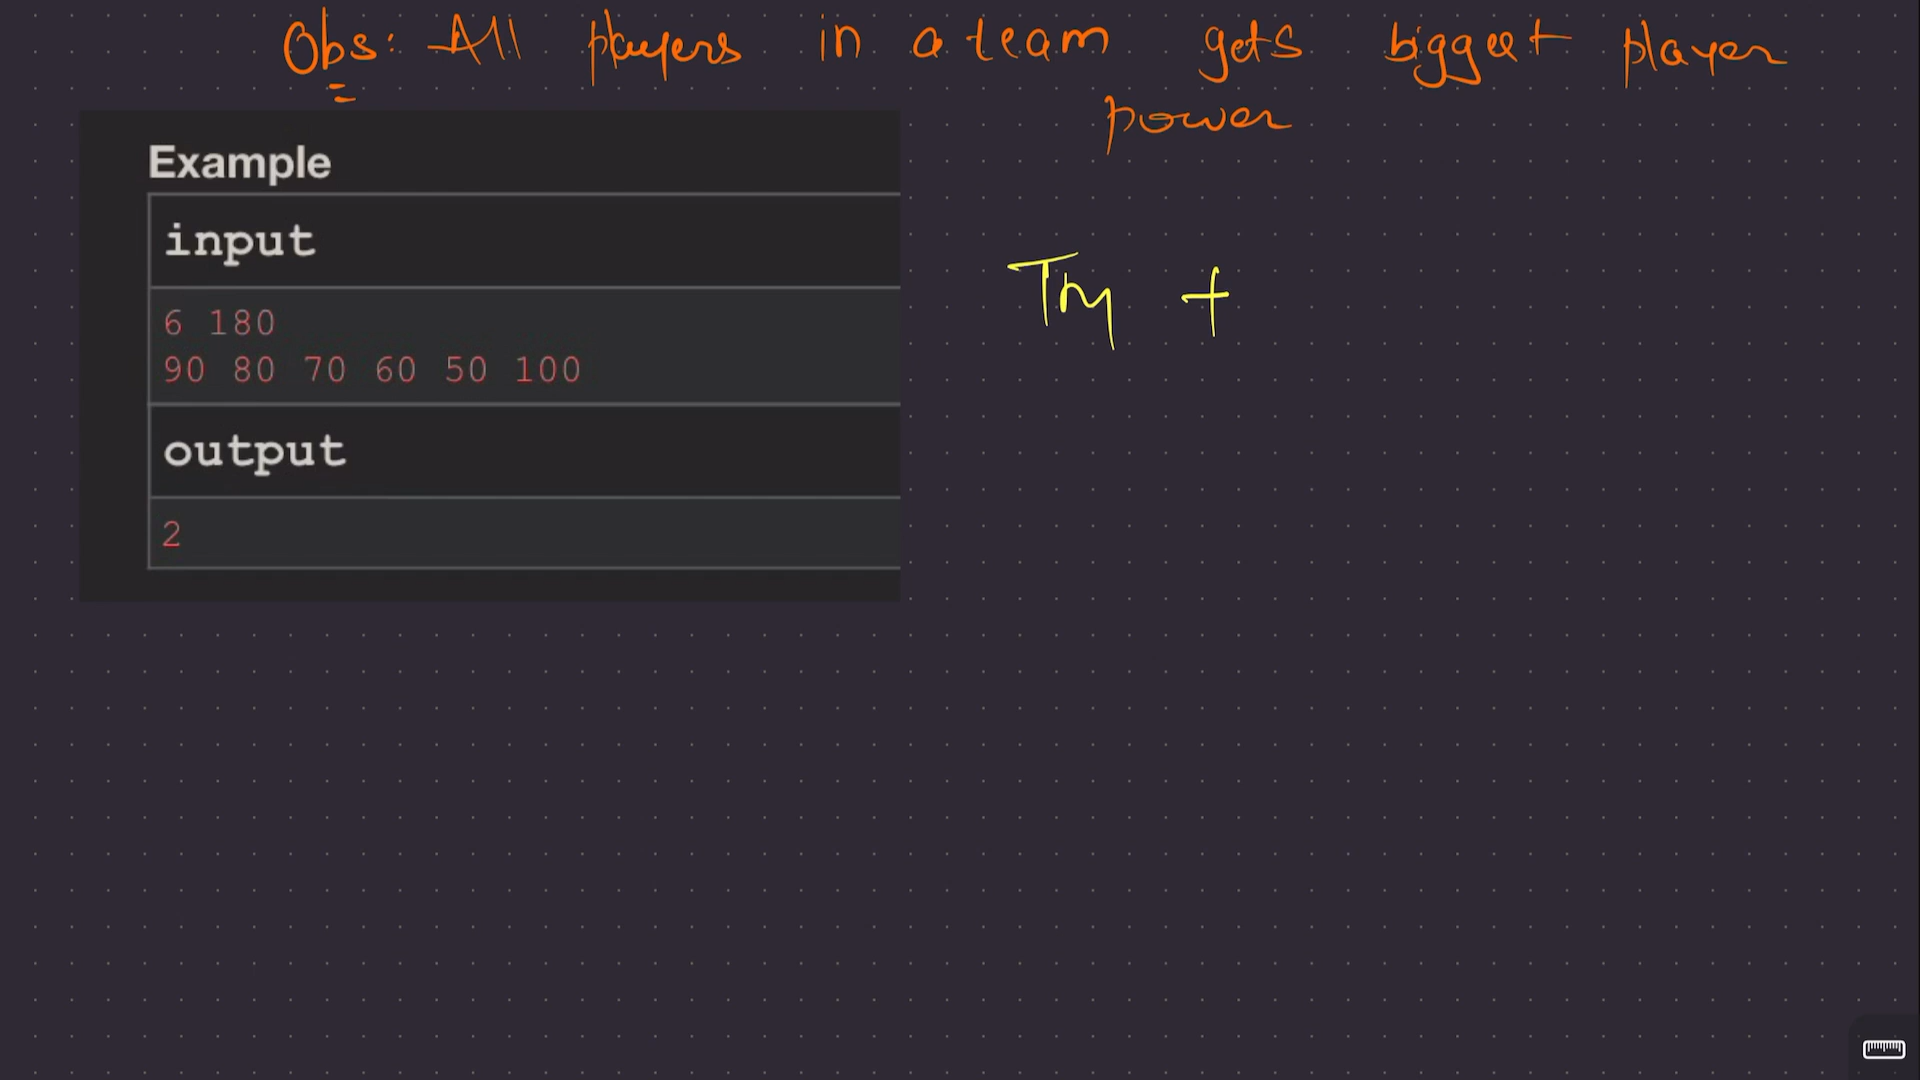 Obs: All players in a team gets biggest player
power
Example
input
6 180
90 80 70 60 50 100
output
2
Try t